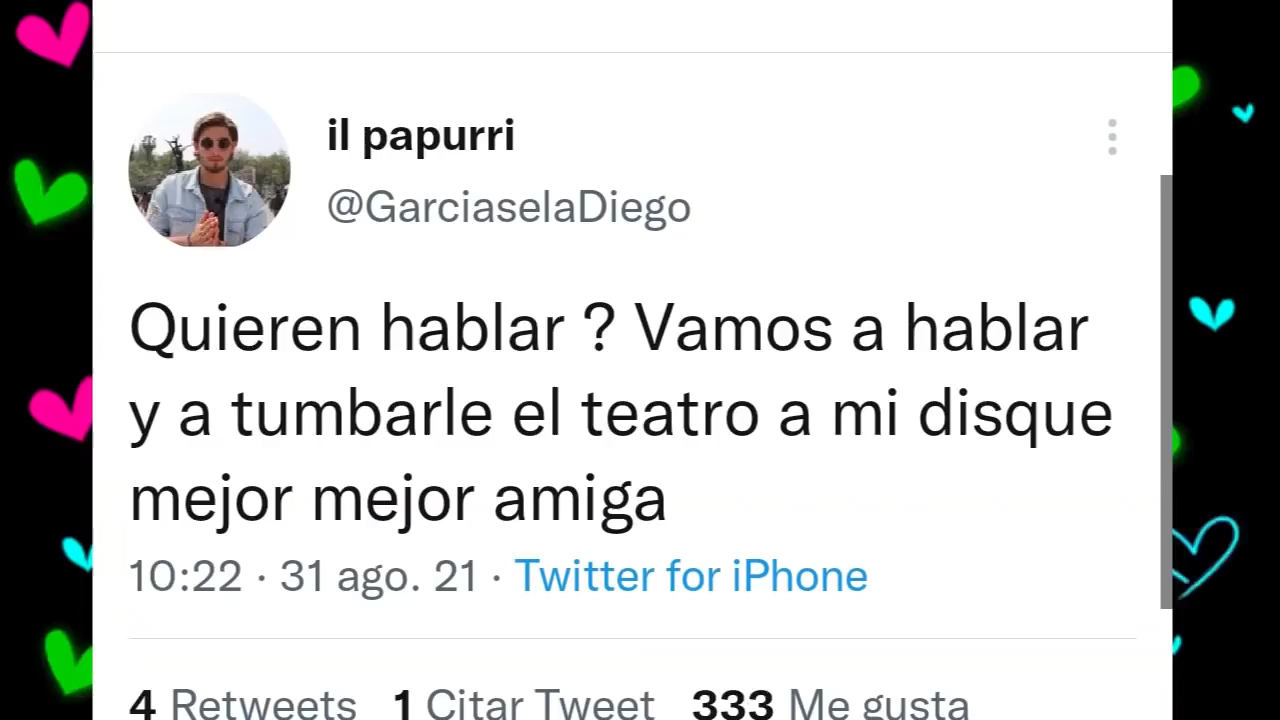 il papurri
@GarciaselaDiego
Quieren hablar ? Vamos a hablar
y a tumbarle el teatro a mi disque
mejor mejor amiga
10:22 · 31 ago. 21 · Twitter for iPhone
4 Retweets 1 Citar Tweet 333 Me gusta